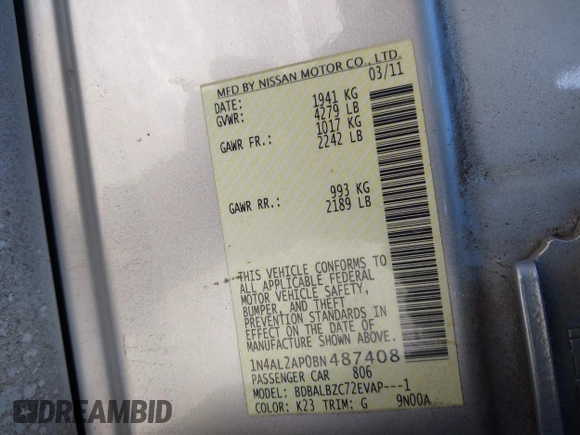 MFD BY NISSAN MOTOR CO., LTD.
DATE: 03/11
GVWR: 1941 KG
4279 LB
GAWR FR.: 1017 KG
2242 LB
GAWR RR.: 993 KG
2189 LB
THIS VEHICLE CONFORMS TO
ALL APPLICABLE FEDERAL
MOTOR VEHICLE SAFETY,
BUMPER, AND THEFT
PREVENTION STANDARDS IN
EFFECT ON THE DATE OF
MANUFACTURE SHOWN ABOVE.
1N4AL2AP0BN487408
PASSENGER CAR 806
MODEL: BDBALBZC72EVAP---1
COLOR: K23 TRIM: G 9N00A
DREAMBID